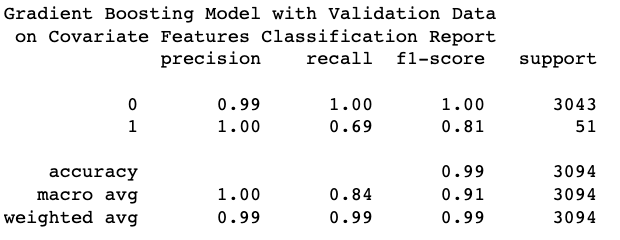 Gradient Boosting Model with Validation Data
on Covariate Features Classification Report
precision recall f1-score support
0 0.99 1.00 1.00 3043
1 1.00 0.69 0.81 51
accuracy 0.99 3094
macro avg 1.00 0.84 0.91 3094
weighted avg 0.99 0.99 0.99 3094